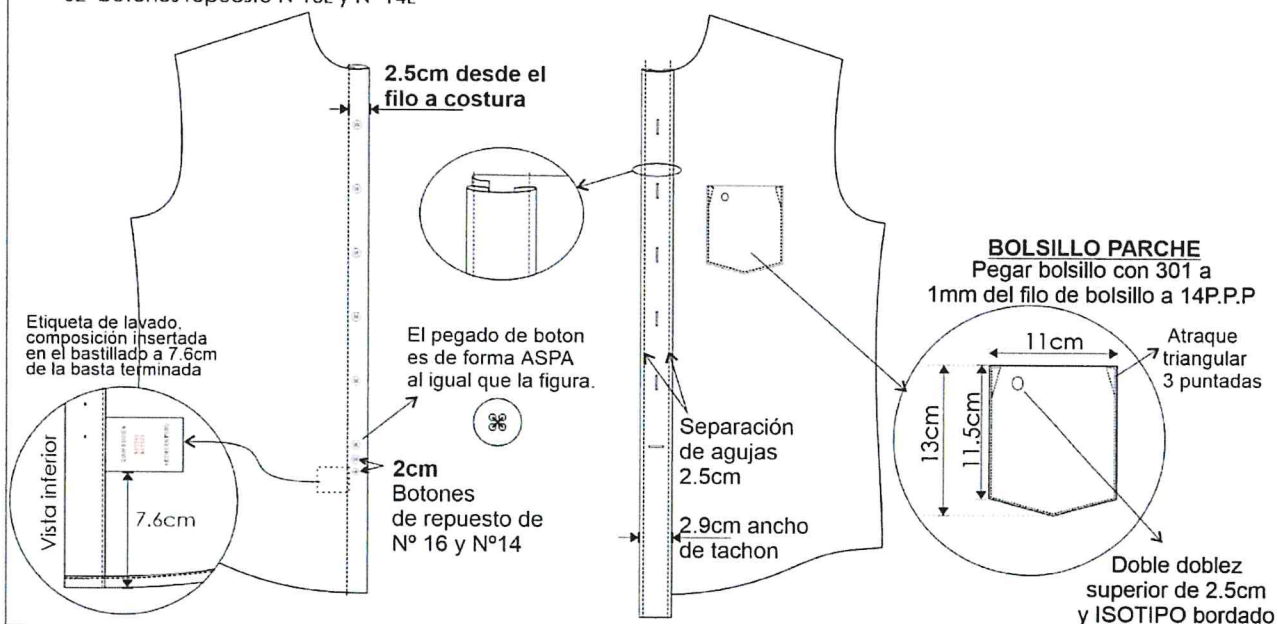 2.5cm desde el
filo a costura
Etiqueta de lavado,
composición insertada
en el bastillado a 7.6cm
de la basta terminada
Vista inferior
7.6cm
El pegado de boton
es de forma ASPA
al igual que la figura.
2cm
Botones
de repuesto de
Nº 16 y Nº14
Separación
de agujas
2.5cm
2.9cm ancho
de tachon
BOLSILLO PARCHE
Pegar bolsillo con 301 a
1mm del filo de bolsillo a 14P.P.P
11cm
13cm
11.5cm
Atraque
triangular
3 puntadas
Doble doblez
superior de 2.5cm
y ISOTIPO bordado